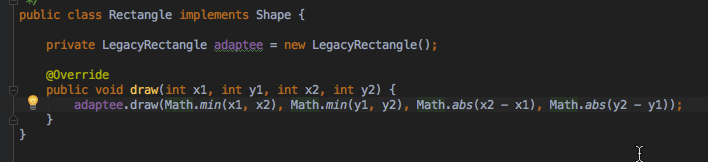 */
public class Rectangle implements Shape {
private LegacyRectangle adaptee = new LegacyRectangle();
@Override
public void draw(int x1, int y1, int x2, int y2) {
adaptee.draw(Math.min(x1, x2), Math.min(y1, y2), Math.abs(x2 - x1), Math.abs(y2 - y1));
}
}